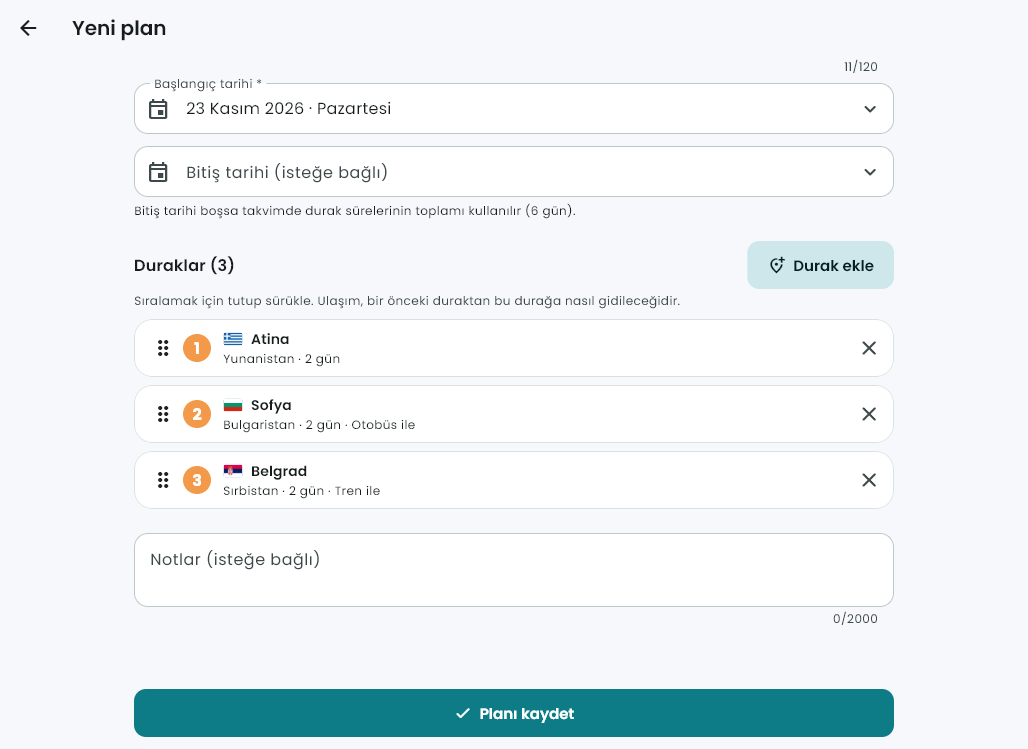 Yeni plan
11/120
Başlangıç tarihi *
23 Kasım 2026 · Pazartesi
Bitiş tarihi (isteğe bağlı)
Bitiş tarihi boşsa takvimde durak sürelerinin toplamı kullanılır (6 gün).
Duraklar (3)
Durak ekle
Sıralamak için tutup sürükle. Ulaşım, bir önceki duraktan bu durağa nasıl gidileceğidir.
1
Atina
Yunanistan · 2 gün
2
Sofya
Bulgaristan · 2 gün · Otobüs ile
3
Belgrad
Sırbistan · 2 gün · Tren ile
Notlar (isteğe bağlı)
0/2000
Planı kaydet